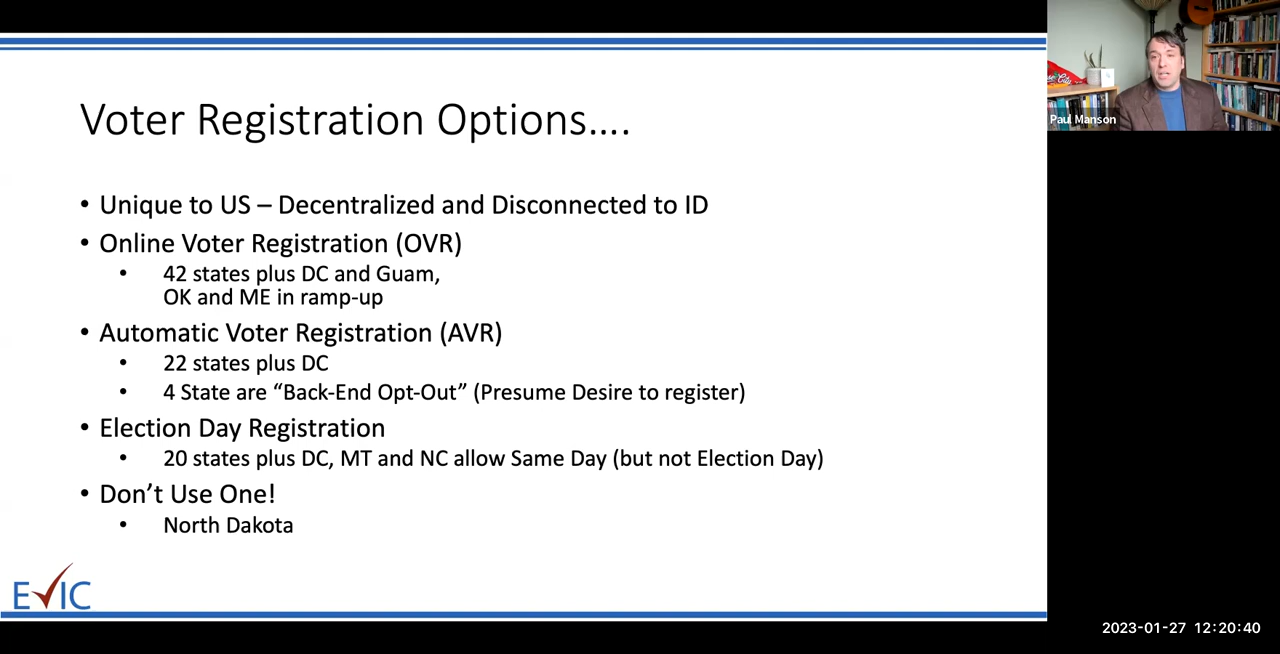 Voter Registration Options....
• Unique to US – Decentralized and Disconnected to ID
• Online Voter Registration (OVR)
• 42 states plus DC and Guam,
OK and ME in ramp-up
• Automatic Voter Registration (AVR)
• 22 states plus DC
• 4 State are “Back-End Opt-Out” (Presume Desire to register)
• Election Day Registration
• 20 states plus DC, MT and NC allow Same Day (but not Election Day)
• Don’t Use One!
• North Dakota
EVIC
Paul Manson
2023-01-27 12:20:40